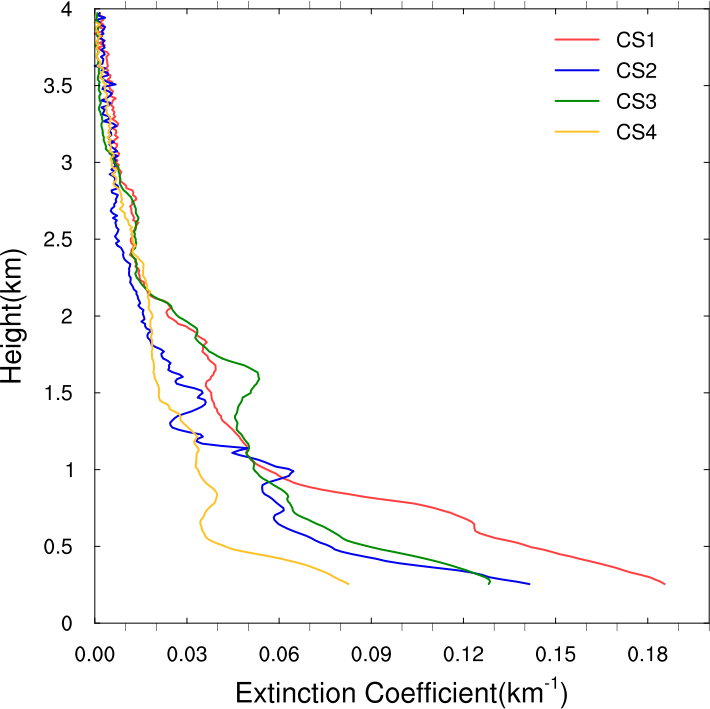 4
3.5
3
2.5
2
1.5
1
0.5
0
Height(km)
CS1
CS2
CS3
CS4
0.00 0.03 0.06 0.09 0.12 0.15 0.18
Extinction Coefficient(km⁻¹)